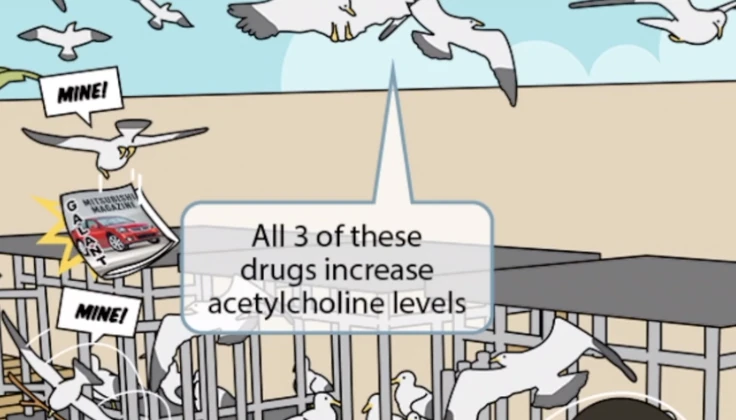 MINE!
MITSUBISHI
MAGAZINE
GALANT
All 3 of these
drugs increase
acetylcholine levels
MINE!